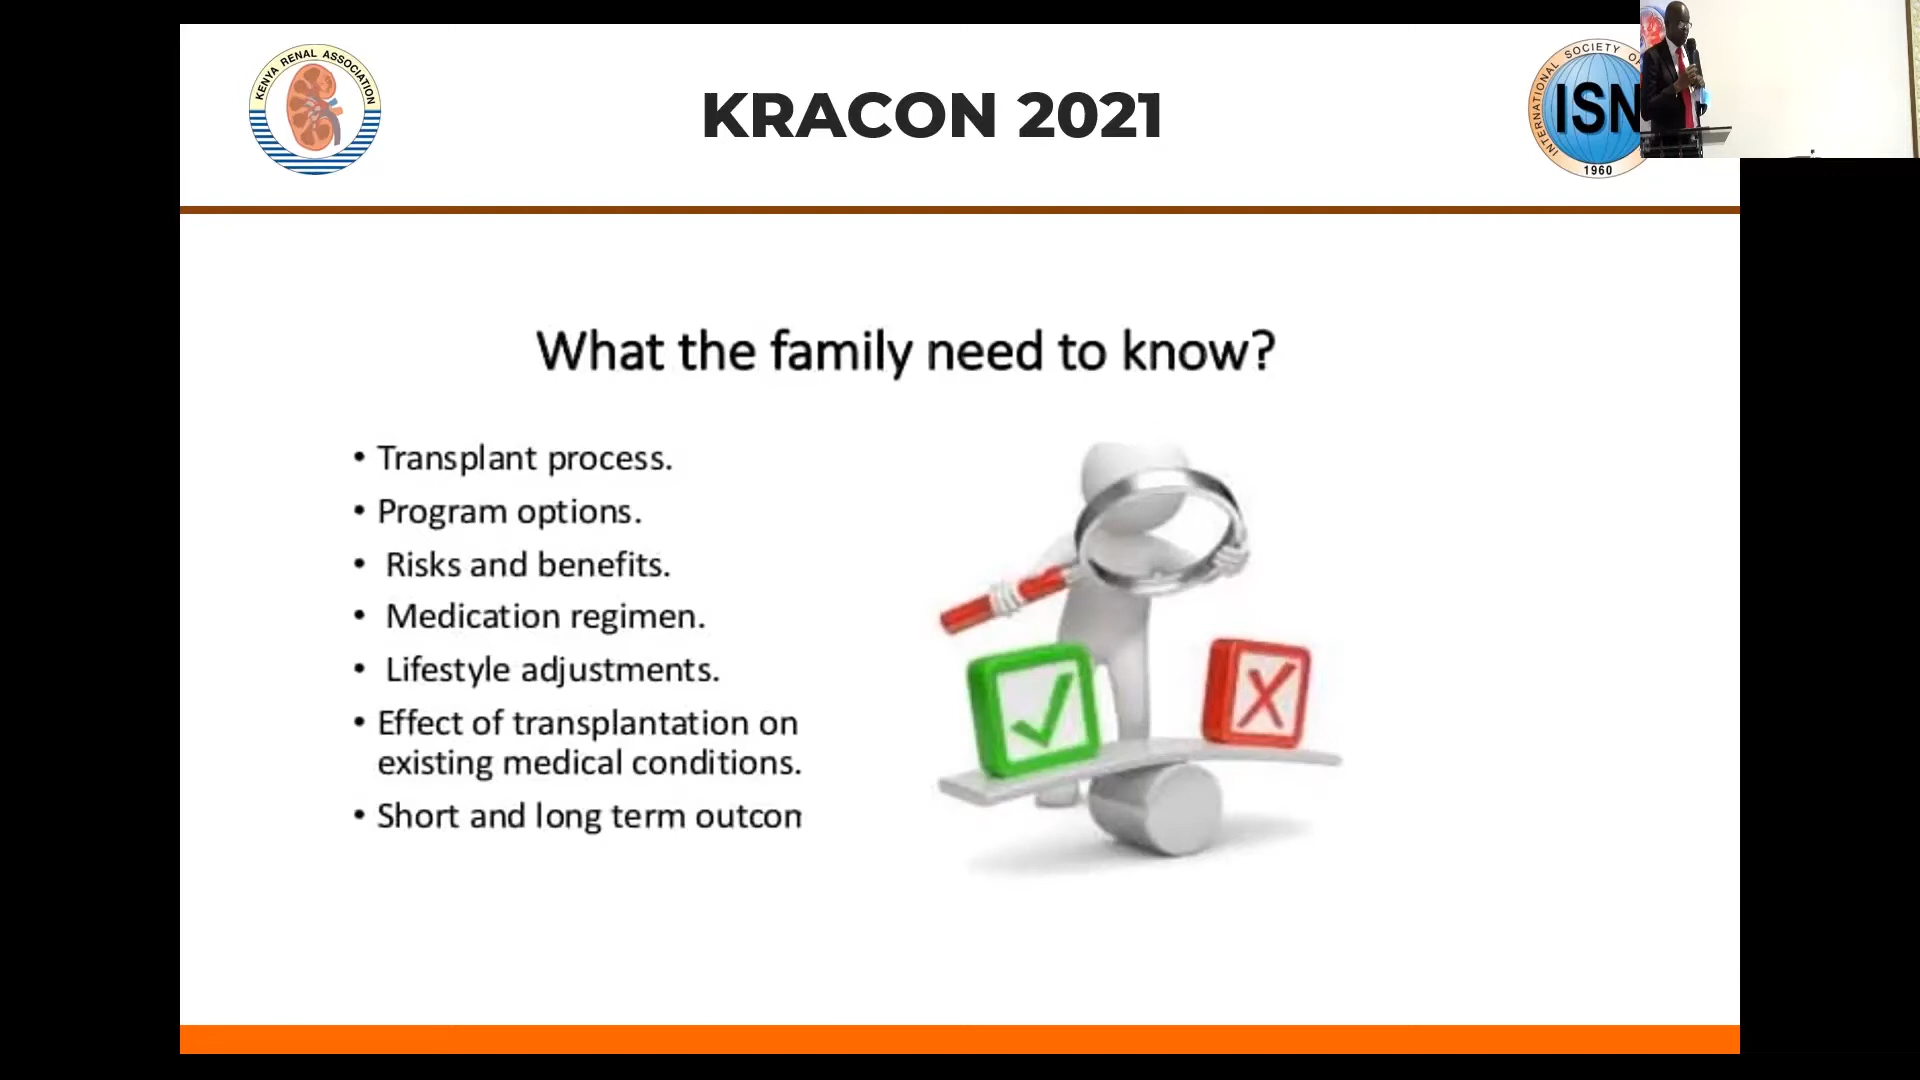 KENYA RENAL ASSOCIATION
KRACON 2021
INTERNATIONAL SOCIETY
ISN
1960
What the family need to know?
• Transplant process.
• Program options.
• Risks and benefits.
• Medication regimen.
• Lifestyle adjustments.
• Effect of transplantation on
existing medical conditions.
• Short and long term outcon